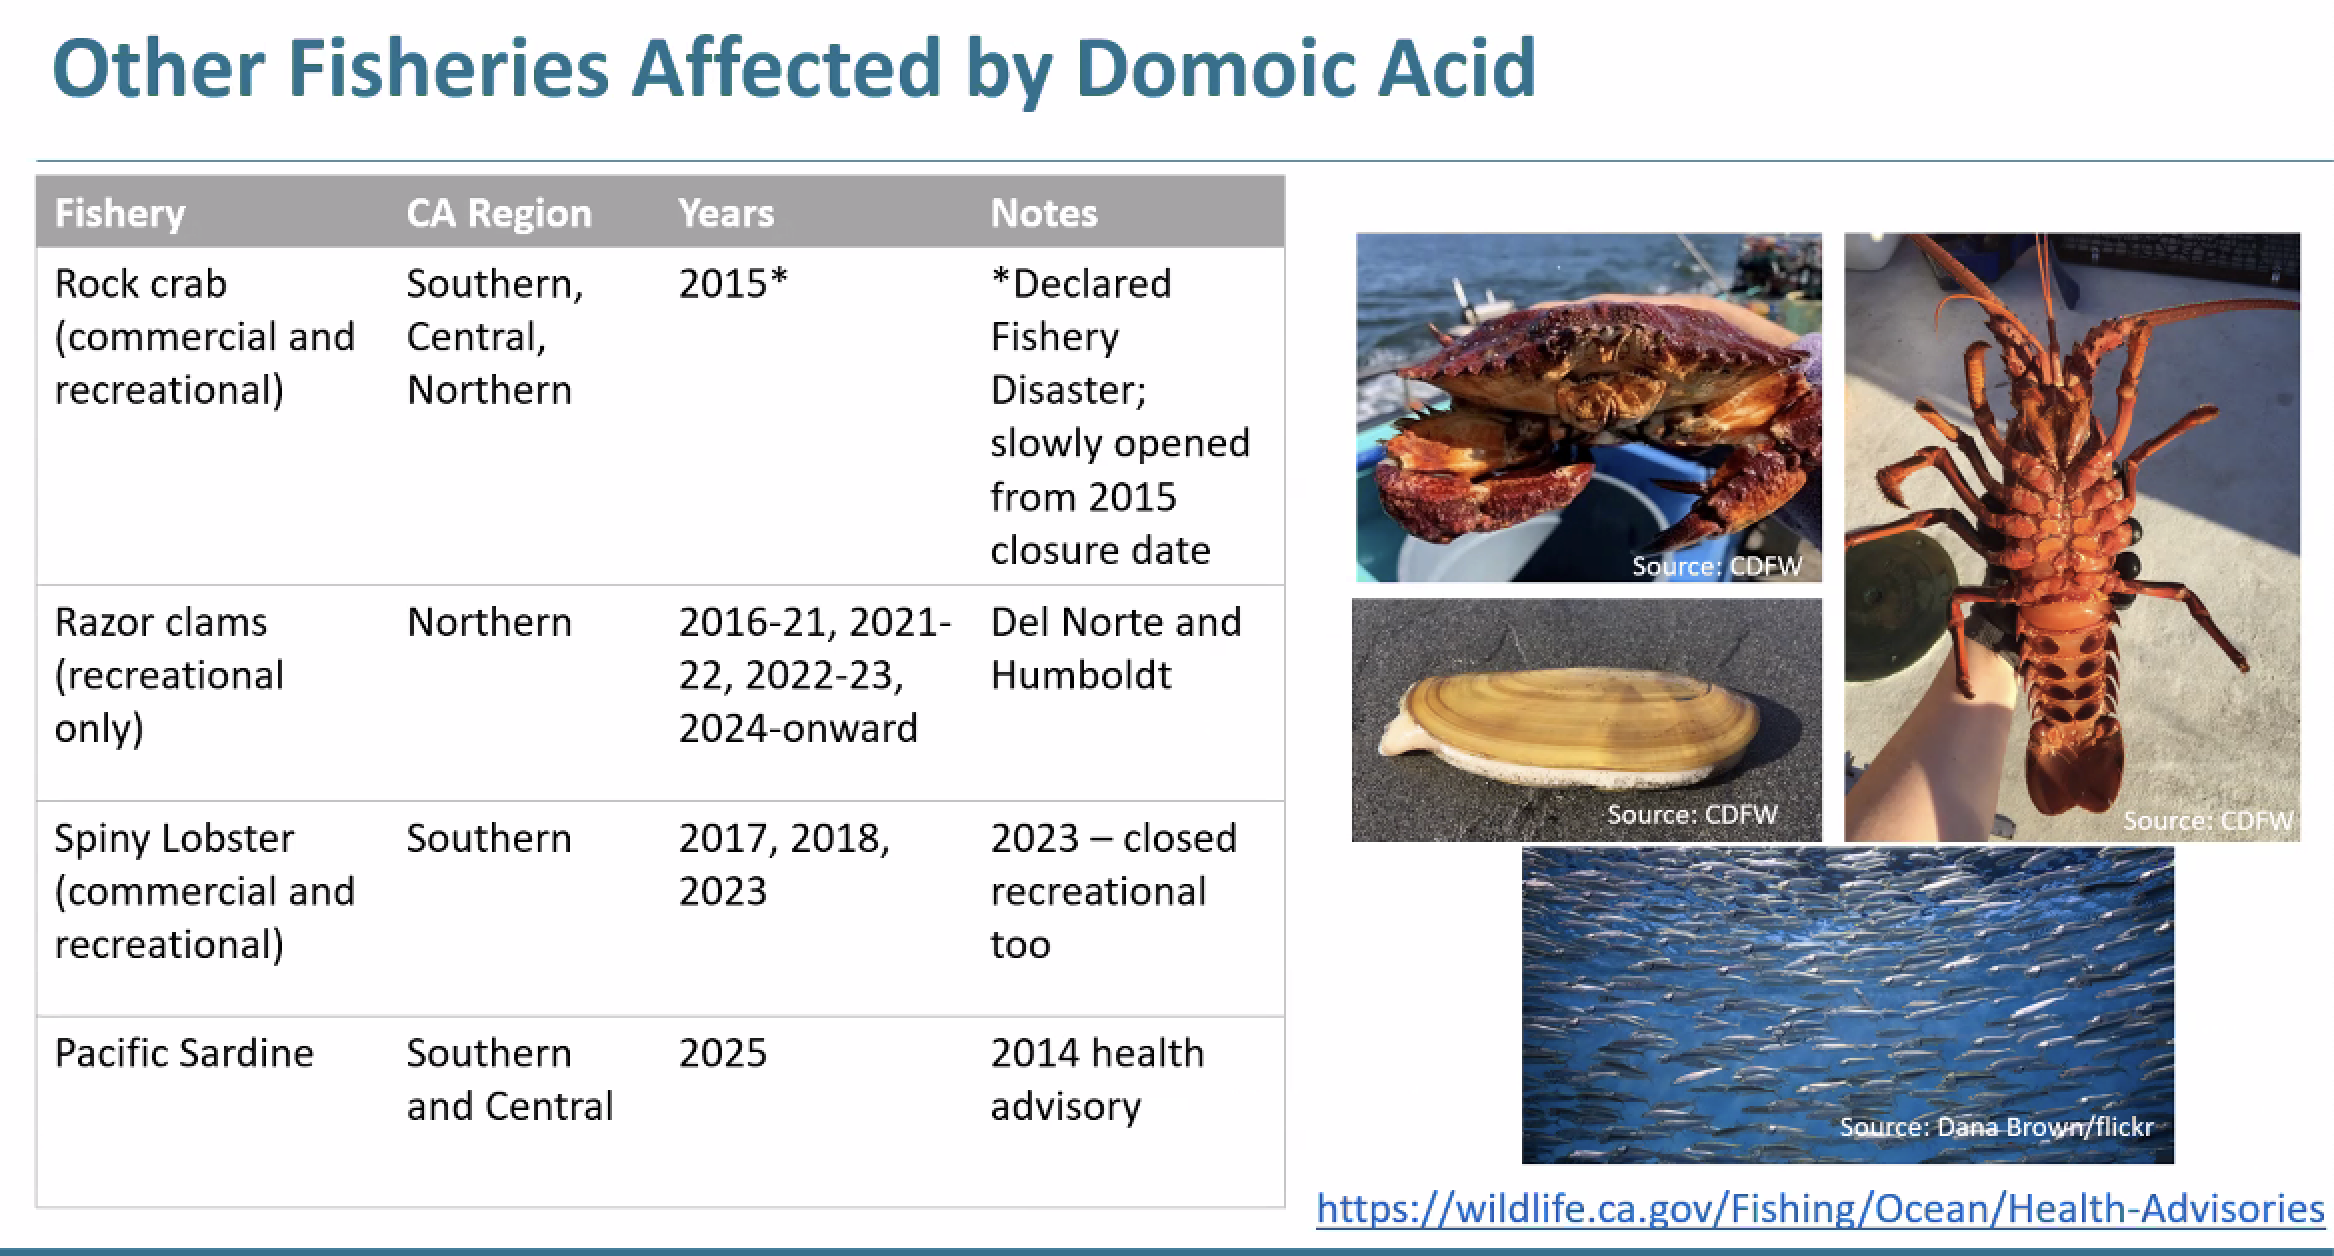 Other Fisheries Affected by Domoic Acid
Fishery
CA Region
Years
Notes
Rock crab
(commercial and
recreational)
Southern,
Central,
Northern
2015*
*Declared
Fishery
Disaster;
slowly opened
from 2015
closure date
Razor clams
(recreational
only)
Northern
2016-21, 2021-
22, 2022-23,
2024-onward
Del Norte and
Humboldt
Spiny Lobster
(commercial and
recreational)
Southern
2017, 2018,
2023
2023 – closed
recreational
too
Pacific Sardine
Southern
and Central
2025
2014 health
advisory
Source: CDFW
Source: CDFW
Source: CDFW
Source: Dana Brown/flickr
https://wildlife.ca.gov/Fishing/Ocean/Health-Advisories